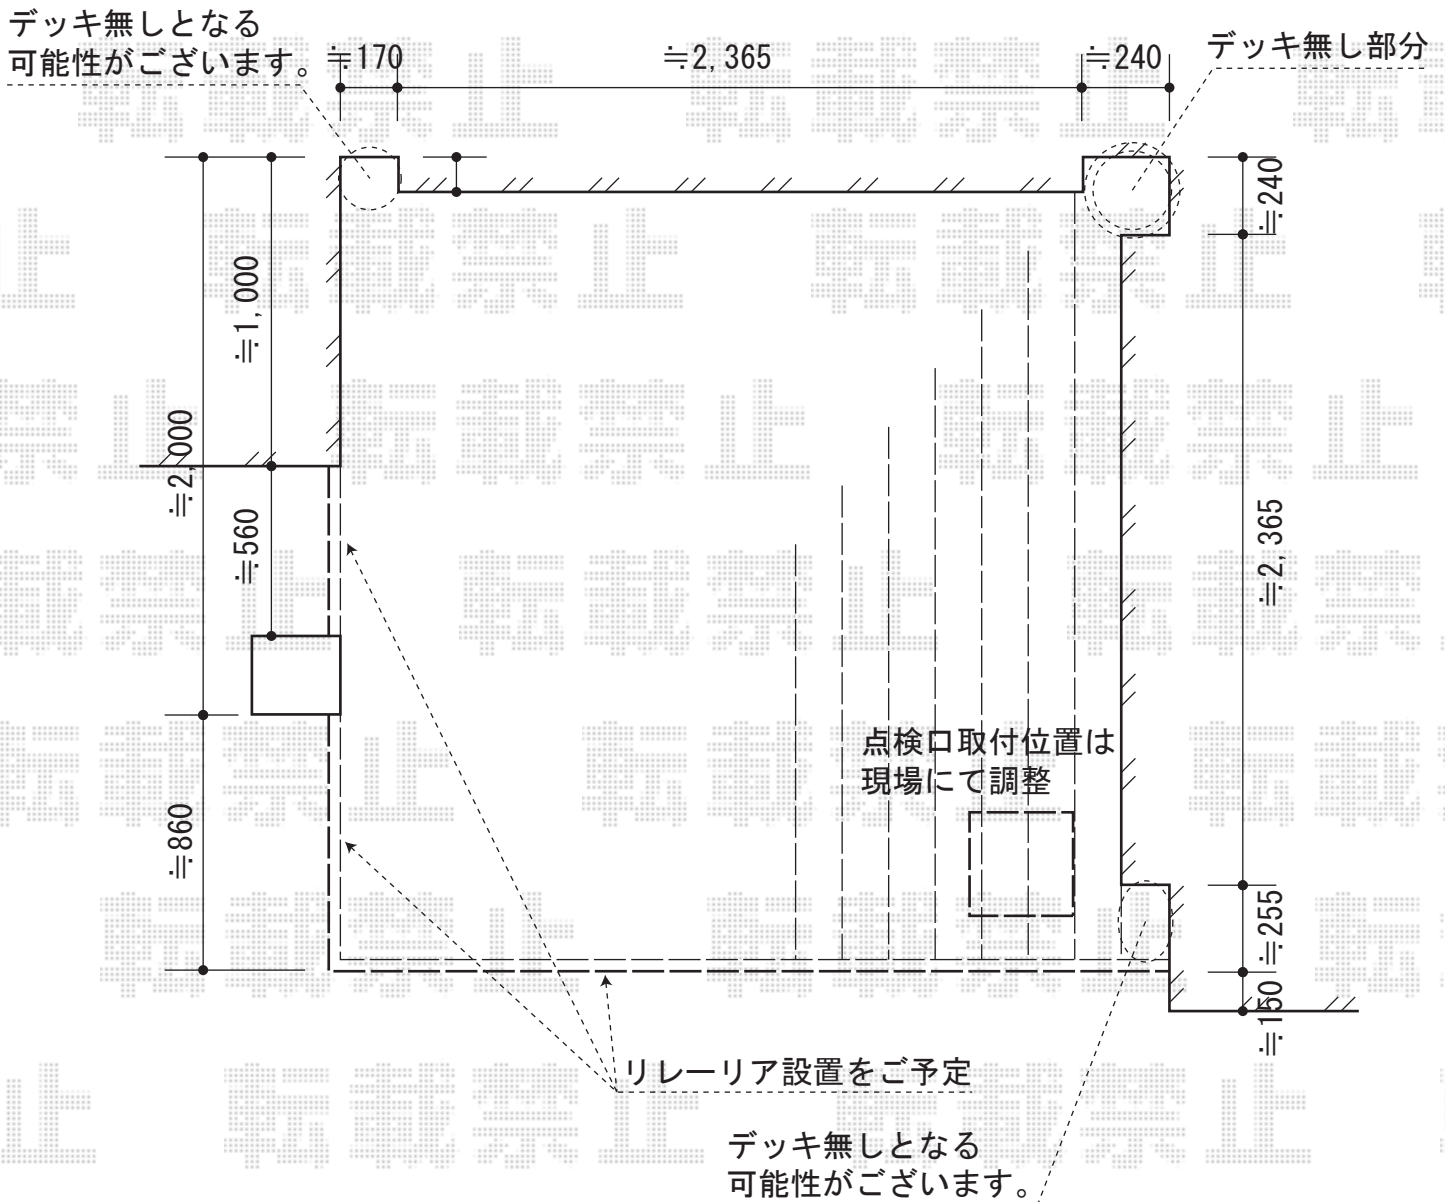 デッキ無しとなる
可能性がございます。
≒170
≒2,365
≒240
デッキ無し部分
≒240
≒1,000
≒2,000
≒560
≒2,365
点検口取付位置は
現場にて調整
≒860
≒255
≒150
リレーリア設置をご予定
デッキ無しとなる
可能性がございます。
転載禁止